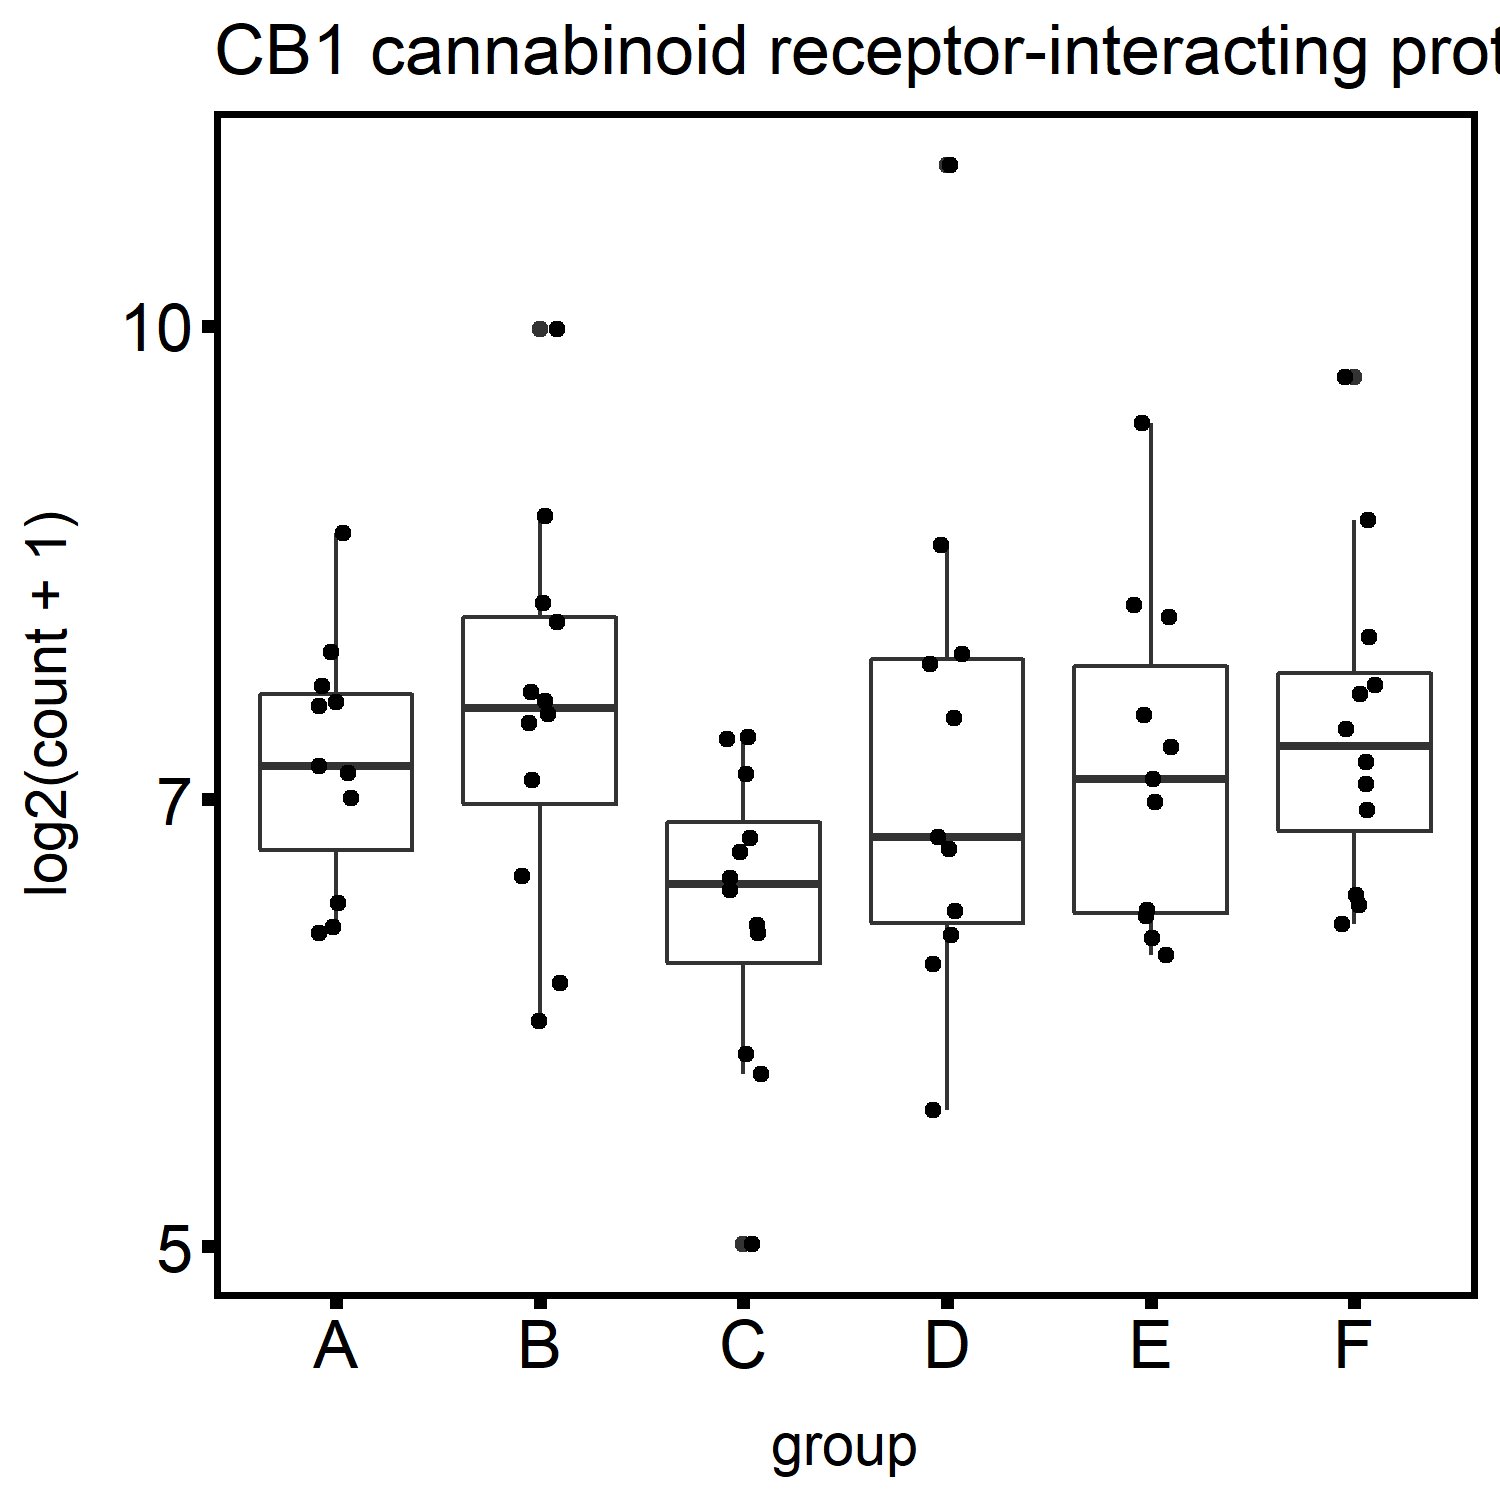 CB1 cannabinoid receptor-interacting prot
log2(count + 1)
10
7
5
A B C D E F
group